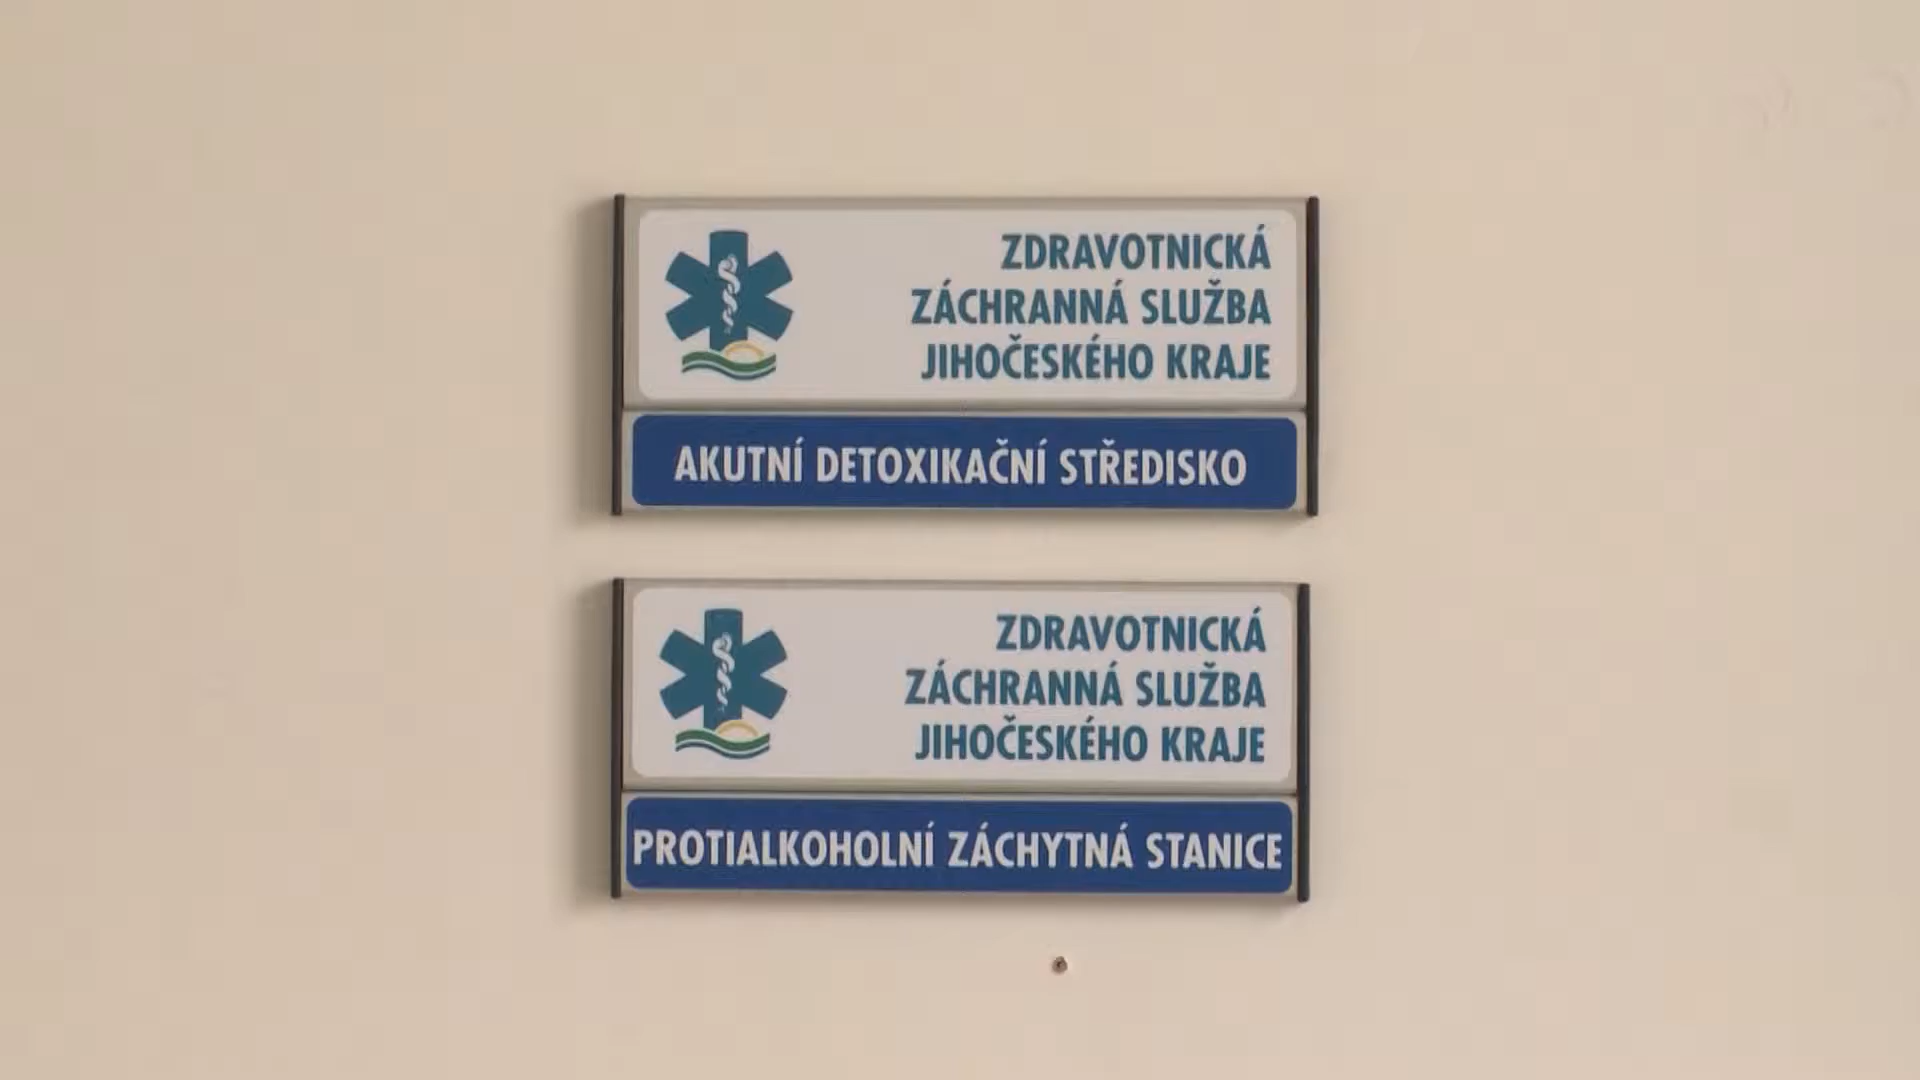 ZDRAVOTNICKÁ
ZÁCHRANNÁ SLUŽBA
JIHOČESKÉHO KRAJE
AKUTNÍ DETOXIKAČNÍ STŘEDISKO
ZDRAVOTNICKÁ
ZÁCHRANNÁ SLUŽBA
JIHOČESKÉHO KRAJE
PROTIALKOHOLNÍ ZÁCHYTNÁ STANICE